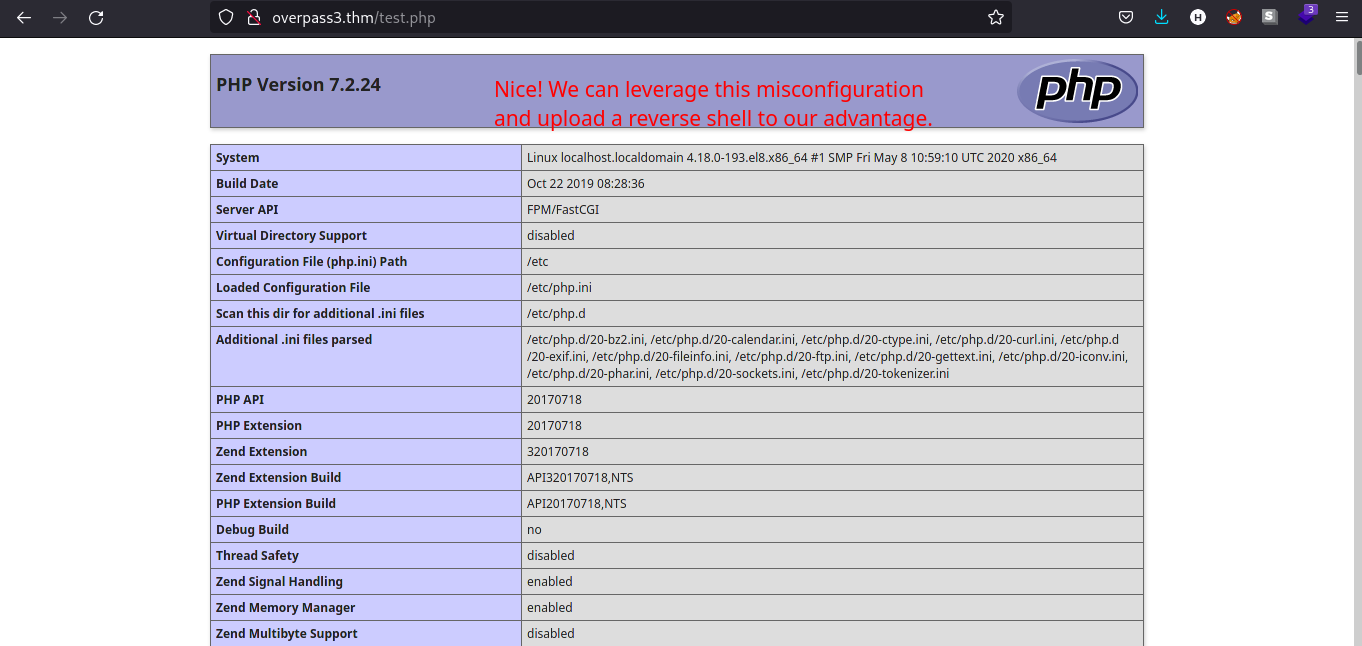 overpass3.thm/test.php
H
S
3
PHP Version 7.2.24
Nice! We can leverage this misconfiguration
and upload a reverse shell to our advantage.
php
System Linux localhost.localdomain 4.18.0-193.el8.x86_64 #1 SMP Fri May 8 10:59:10 UTC 2020 x86_64
Build Date Oct 22 2019 08:28:36
Server API FPM/FastCGI
Virtual Directory Support disabled
Configuration File (php.ini) Path /etc
Loaded Configuration File /etc/php.ini
Scan this dir for additional .ini files /etc/php.d
Additional .ini files parsed /etc/php.d/20-bz2.ini, /etc/php.d/20-calendar.ini, /etc/php.d/20-ctype.ini, /etc/php.d/20-curl.ini, /etc/php.d
/20-exif.ini, /etc/php.d/20-fileinfo.ini, /etc/php.d/20-ftp.ini, /etc/php.d/20-gettext.ini, /etc/php.d/20-iconv.ini,
/etc/php.d/20-phar.ini, /etc/php.d/20-sockets.ini, /etc/php.d/20-tokenizer.ini
PHP API 20170718
PHP Extension 20170718
Zend Extension 320170718
Zend Extension Build API320170718,NTS
PHP Extension Build API20170718,NTS
Debug Build no
Thread Safety disabled
Zend Signal Handling enabled
Zend Memory Manager enabled
Zend Multibyte Support disabled